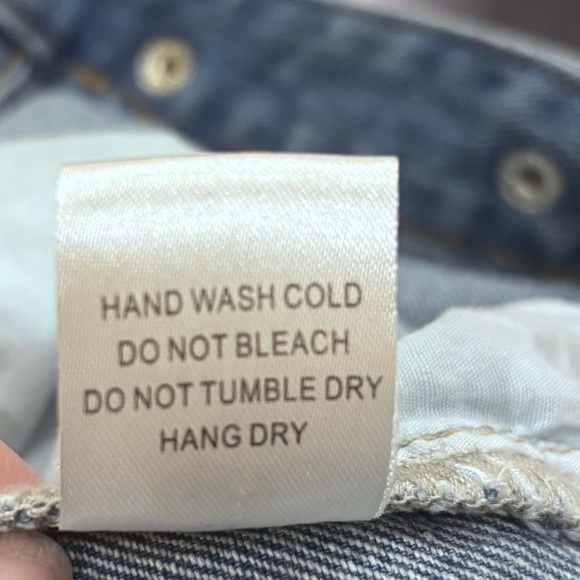 HAND WASH COLD
DO NOT BLEACH
DO NOT TUMBLE DRY
HANG DRY